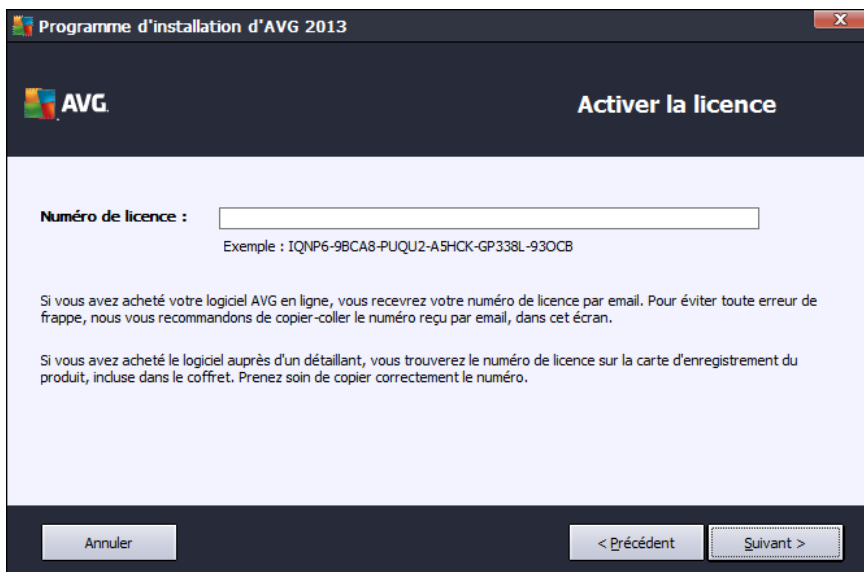 Programme d'installation d'AVG 2013
AVG.
Activer la licence
Numéro de licence :
Exemple : IQNP6-9BCA8-PUQU2-A5HCK-GP338L-93OCB
Si vous avez acheté votre logiciel AVG en ligne, vous recevrez votre numéro de licence par email. Pour éviter toute erreur de
frappe, nous vous recommandons de copier-coller le numéro reçu par email, dans cet écran.
Si vous avez acheté le logiciel auprès d'un détaillant, vous trouverez le numéro de licence sur la carte d'enregistrement du
produit, incluse dans le coffret. Prenez soin de copier correctement le numéro.
Annuler
< Précédent
Suivant >